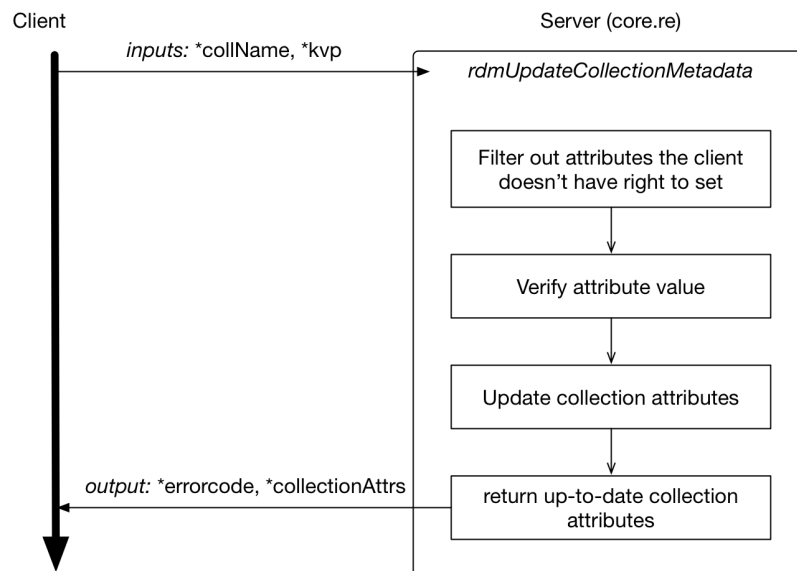 Client
Server (core.re)
inputs: *collName, *kvp
rdmUpdateCollectionMetadata
Filter out attributes the client
doesn't have right to set
Verify attribute value
Update collection attributes
output: *errorcode, *collectionAttrs
return up-to-date collection
attributes